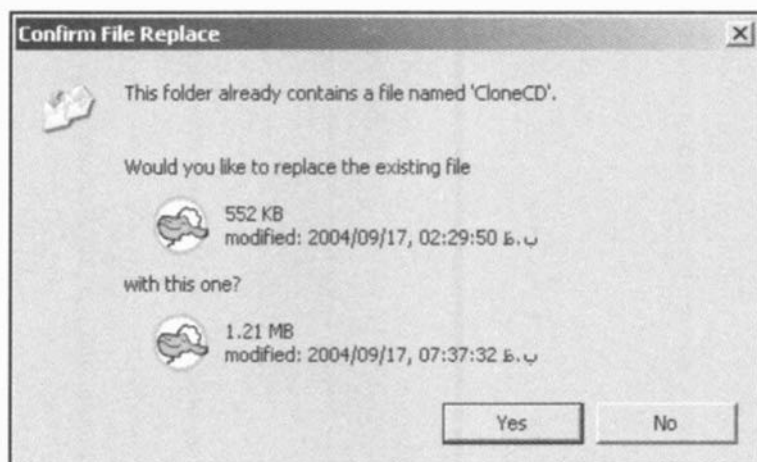 Confirm File Replace
This folder already contains a file named 'CloneCD'.
Would you like to replace the existing file
552 KB
modified: 2004/09/17, 02:29:50 ب.ظ
with this one?
1.21 MB
modified: 2004/09/17, 07:37:32 ب.ظ
Yes
No